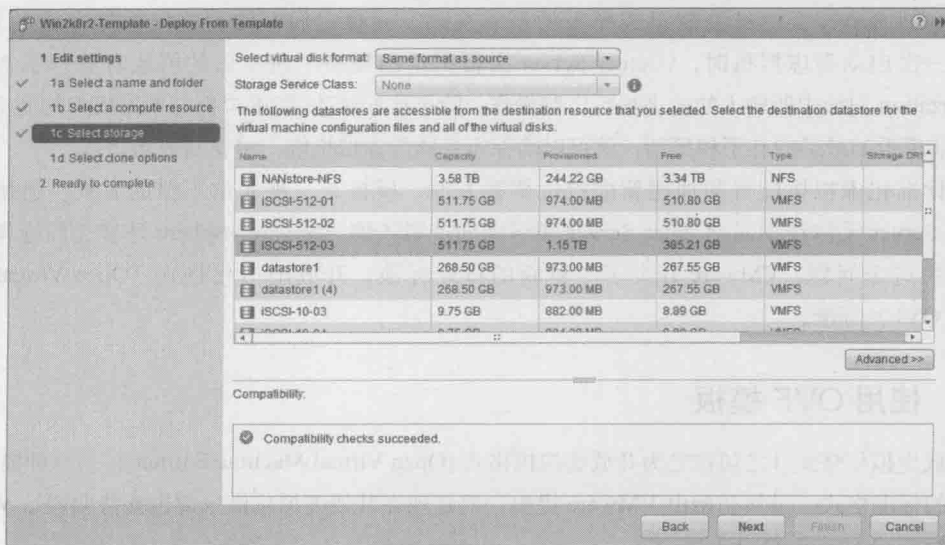 Win2k8r2-Template - Deploy From Template
1 Edit settings
1a Select a name and folder
1b Select a compute resource
1c Select storage
1d Select clone options
2 Ready to complete
Select virtual disk format: Same format as source
Storage Service Class: None
The following datastores are accessible from the destination resource that you selected. Select the destination datastore for the
virtual machine configuration files and all of the virtual disks.
Name Capacity Provisioned Free Type Storage DRS
NANstore-NFS 3.58 TB 244.22 GB 3.34 TB NFS
iSCSI-512-01 511.75 GB 974.00 MB 510.80 GB VMFS
iSCSI-512-02 511.75 GB 974.00 MB 510.80 GB VMFS
iSCSI-512-03 511.75 GB 1.15 TB 385.21 GB VMFS
datastore1 268.50 GB 973.00 MB 267.55 GB VMFS
datastore1 (4) 268.50 GB 973.00 MB 267.55 GB VMFS
iSCSI-10-03 9.75 GB 882.00 MB 8.89 GB VMFS
Advanced >>
Compatibility:
Compatibility checks succeeded.
Back Next Finish Cancel